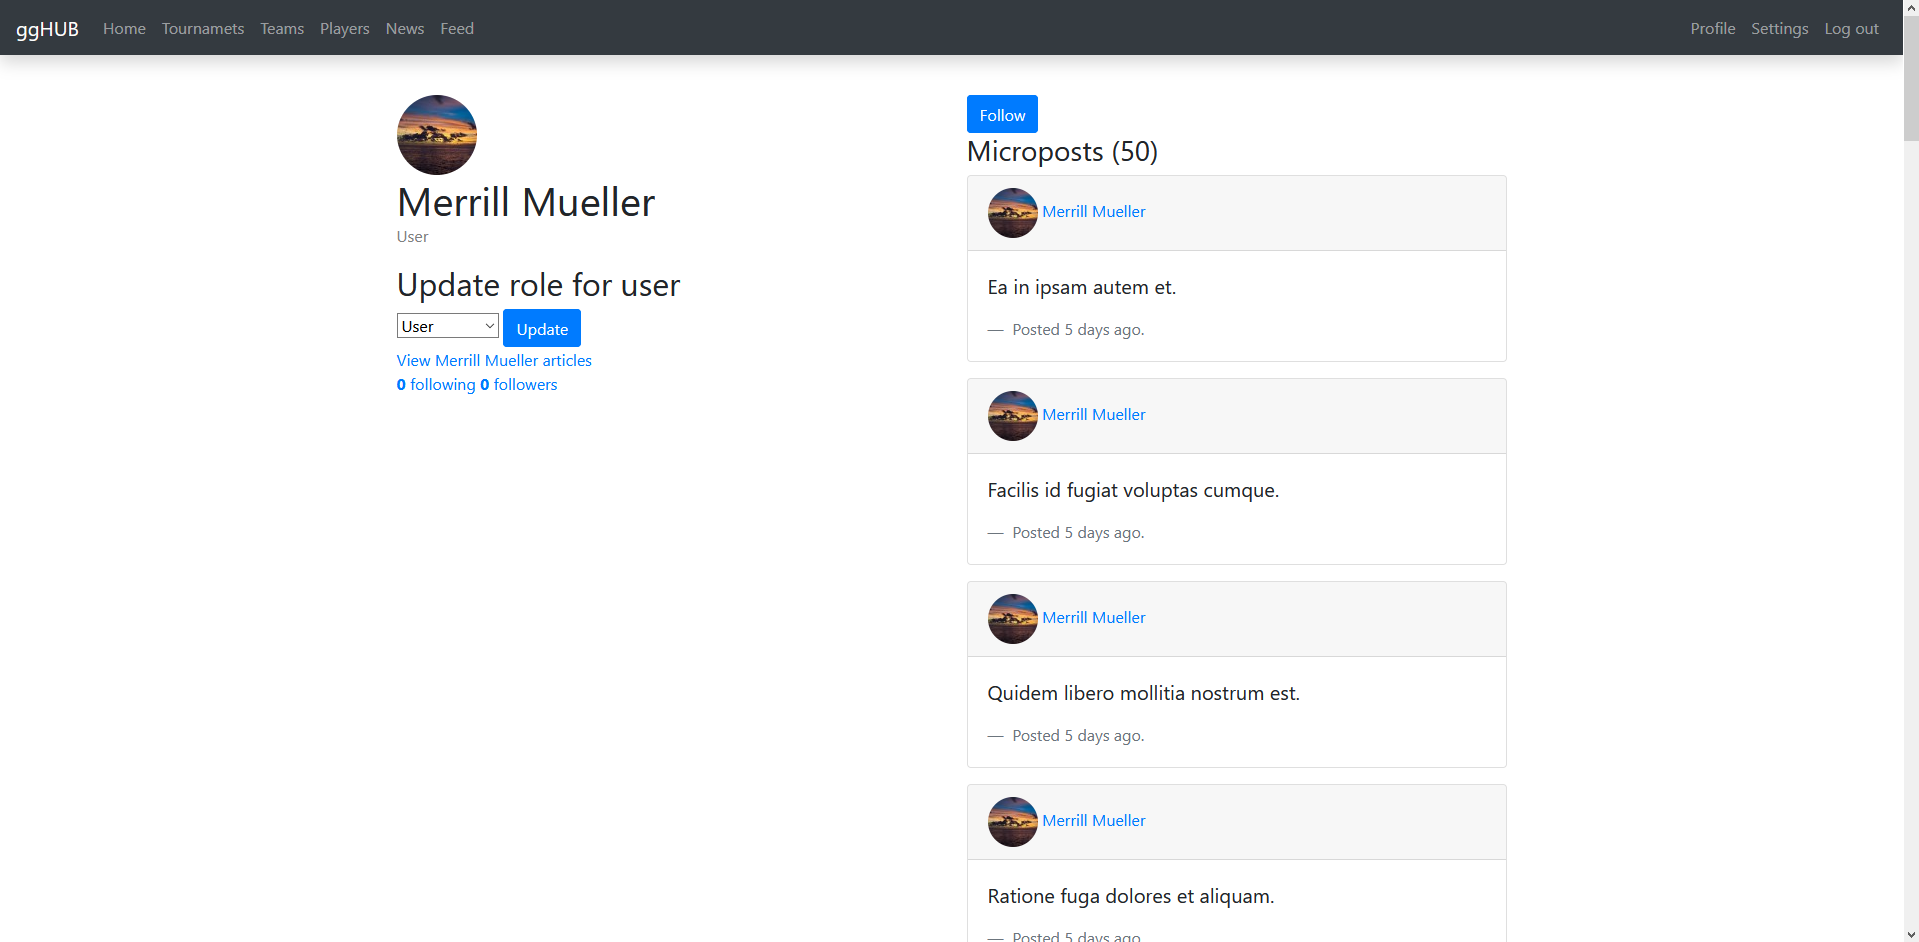 ggHUB Home Tournamets Teams Players News Feed Profile Settings Log out
Merrill Mueller
User
Update role for user
User Update
View Merrill Mueller articles
0 following 0 followers
Follow
Microposts (50)
Merrill Mueller
Ea in ipsam autem et.
— Posted 5 days ago.
Merrill Mueller
Facilis id fugiat voluptas cumque.
— Posted 5 days ago.
Merrill Mueller
Quidem libero mollitia nostrum est.
— Posted 5 days ago.
Merrill Mueller
Ratione fuga dolores et aliquam.
— Posted 5 days ago.